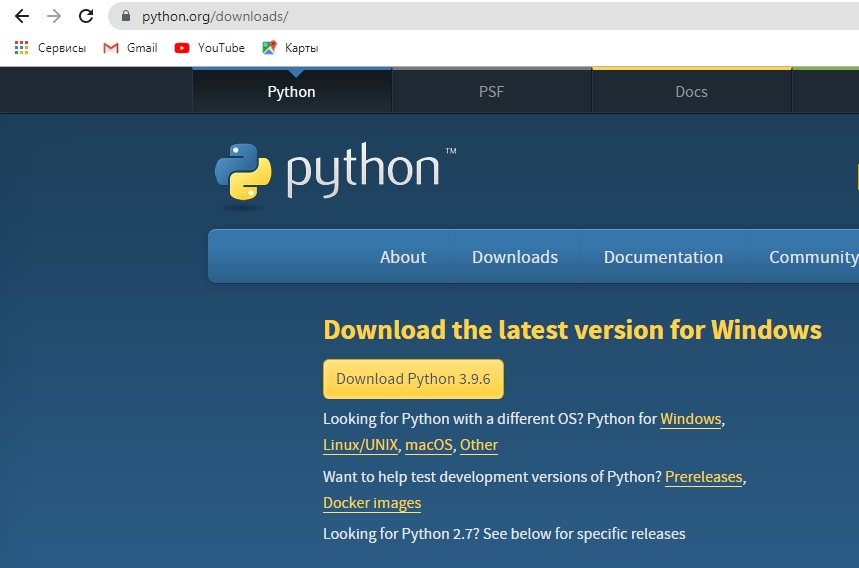 python.org/downloads/
Сервисы Gmail YouTube Карты
Python PSF Docs
python™
About Downloads Documentation Community
Download the latest version for Windows
Download Python 3.9.6
Looking for Python with a different OS? Python for Windows,
Linux/UNIX, macOS, Other
Want to help test development versions of Python? Prereleases,
Docker images
Looking for Python 2.7? See below for specific releases